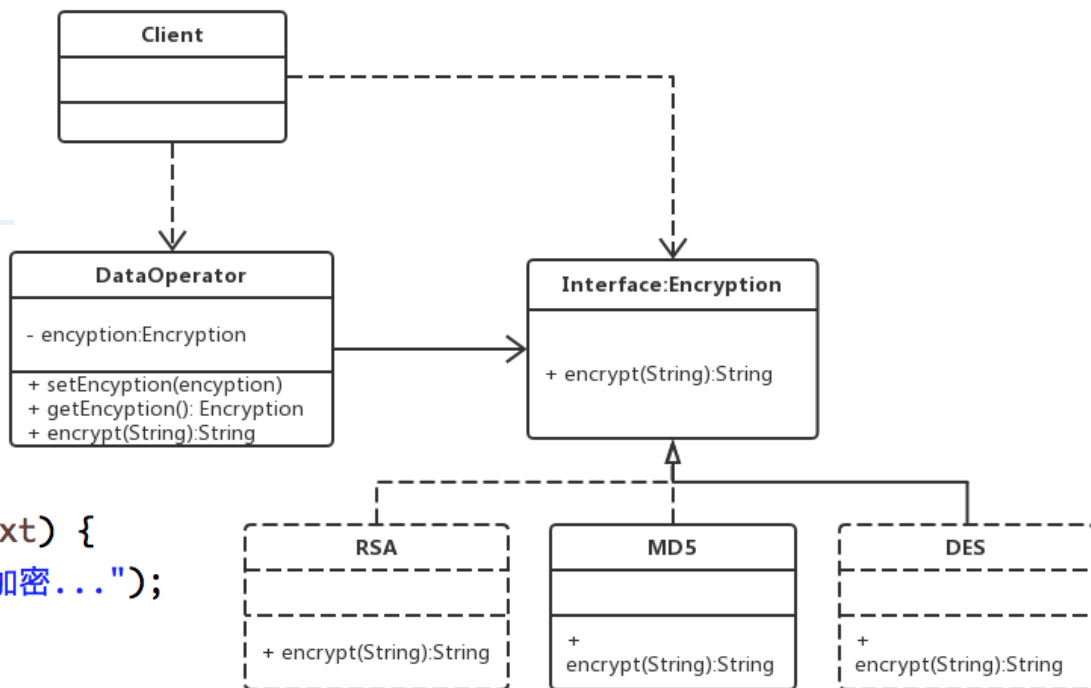 Client
DataOperator
- encyption:Encryption
+ setEncyption(encyption)
+ getEncyption(): Encryption
+ encrypt(String):String
Interface:Encryption
+ encrypt(String):String
xt) {
加密...");
RSA
+ encrypt(String):String
MD5
+
encrypt(String):String
DES
+
encrypt(String):String